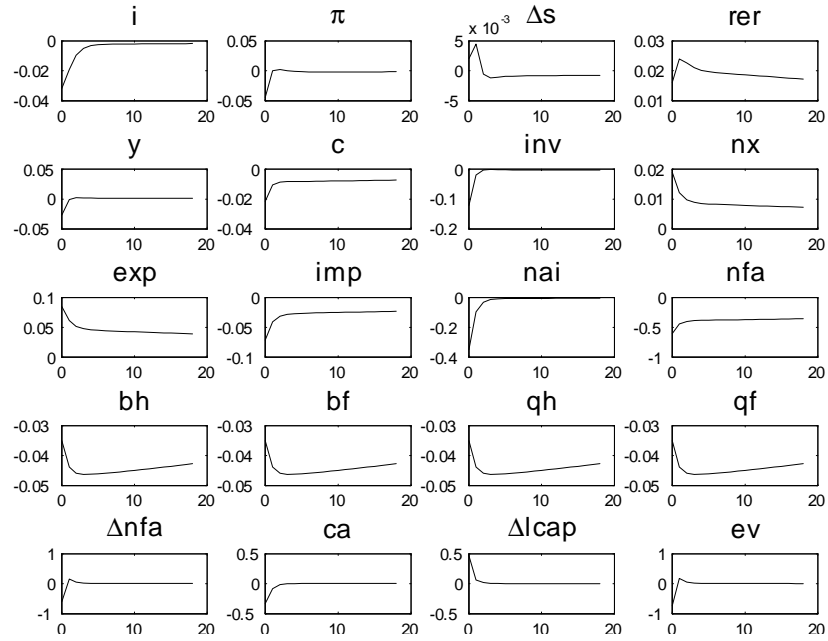 i π Δs rer
x 10⁻³
0 0.05 5 0.03
-0.02 0 0 0.02
-0.04 -0.05 -5 0.01
0 10 20 0 10 20 0 10 20 0 10 20
y c inv nx
0.05 0 0 0.02
0 -0.02 -0.1 0.01
-0.05 -0.04 -0.2 0
0 10 20 0 10 20 0 10 20 0 10 20
exp imp nai nfa
0.1 0 0 0
0.05 -0.05 -0.2 -0.5
0 -0.1 -0.4 -1
0 10 20 0 10 20 0 10 20 0 10 20
bh bf qh qf
-0.03 -0.03 -0.03 -0.03
-0.04 -0.04 -0.04 -0.04
-0.05 -0.05 -0.05 -0.05
0 10 20 0 10 20 0 10 20 0 10 20
Δnfa ca Δlcap ev
1 0.5 0.5 1
0 0 0 0
-1 -0.5 -0.5 -1
0 10 20 0 10 20 0 10 20 0 10 20